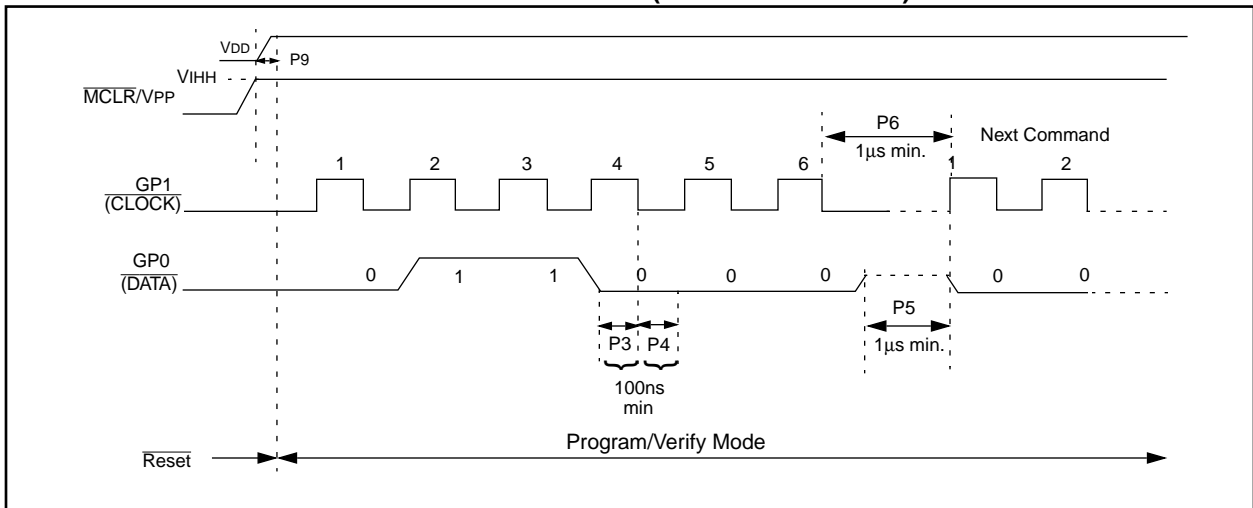 VDD
P9
VIHH
MCLR/VPP
P6
1µs min.
Next Command
1 2 3 4 5 6 1 2
GP1
(CLOCK)
GP0
(DATA)
0 1 1 0 0 0 0 0
P5
1µs min.
P3 P4
100ns
min
Program/Verify Mode
Reset